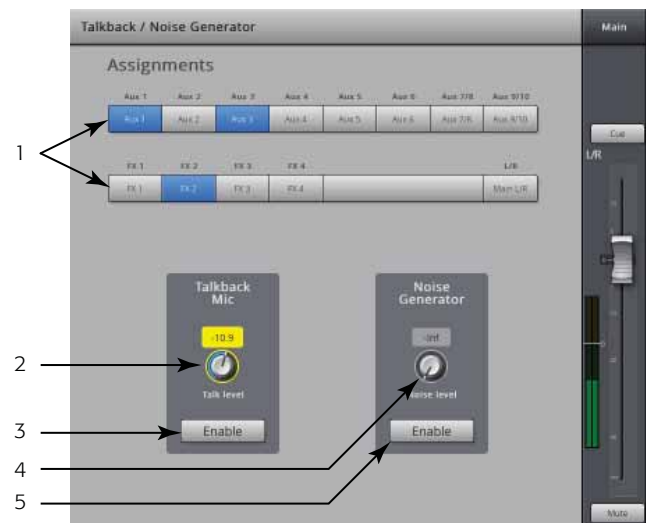 Talkback / Noise Generator
Main
Assignments
Aux 1 Aux 2 Aux 3 Aux 4 Aux 5 Aux 6 Aux 7/8 Aux 9/10
Aux 1 Aux 2 Aux 3 Aux 4 Aux 5 Aux 6 Aux 7/8 Aux 9/10
Cue
1
L/R
FX 1 FX 2 FX 3 FX 4 L/R
FX 1 FX 2 FX 3 FX 4 Main L/R
Talkback
Mic
Noise
Generator
-10.9
-Inf
2
Talk level
Noise level
3
Enable
Enable
4
5
Mute